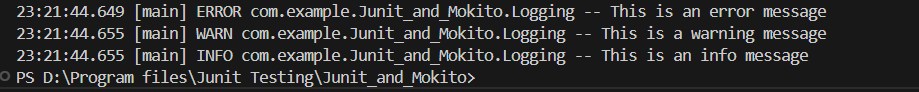 23:21:44.649 [main] ERROR com.example.Junit_and_Mokito.Logging -- This is an error message
23:21:44.655 [main] WARN com.example.Junit_and_Mokito.Logging -- This is a warning message
23:21:44.655 [main] INFO com.example.Junit_and_Mokito.Logging -- This is an info message
PS D:\Program files\Junit Testing\Junit_and_Mokito>